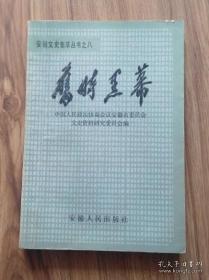 安徽文史集萃丛书之八
旧时黑幕
中国人民政治协商会议安徽省委员会
文史资料研究委员会编
安徽人民出版社